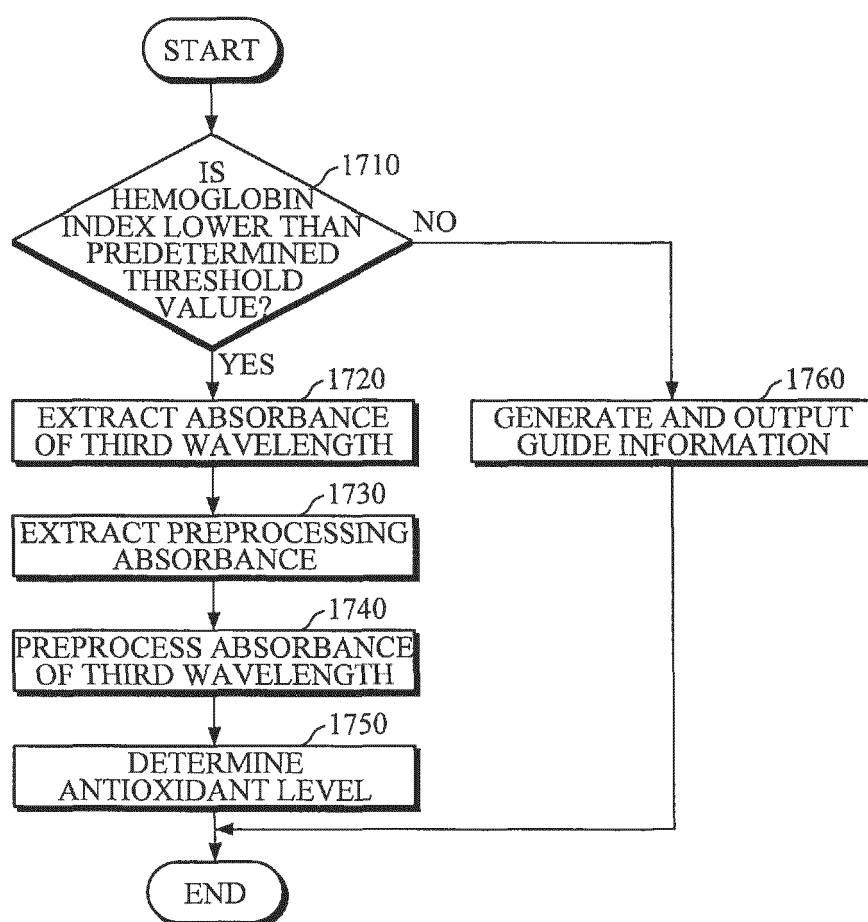 START
1710
IS
HEMOGLOBIN
INDEX LOWER THAN
PREDETERMINED
THRESHOLD
VALUE?
NO
YES
1720
EXTRACT ABSORBANCE
OF THIRD WAVELENGTH
1760
GENERATE AND OUTPUT
GUIDE INFORMATION
1730
EXTRACT PREPROCESSING
ABSORBANCE
1740
PREPROCESS ABSORBANCE
OF THIRD WAVELENGTH
1750
DETERMINE
ANTIOXIDANT LEVEL
END